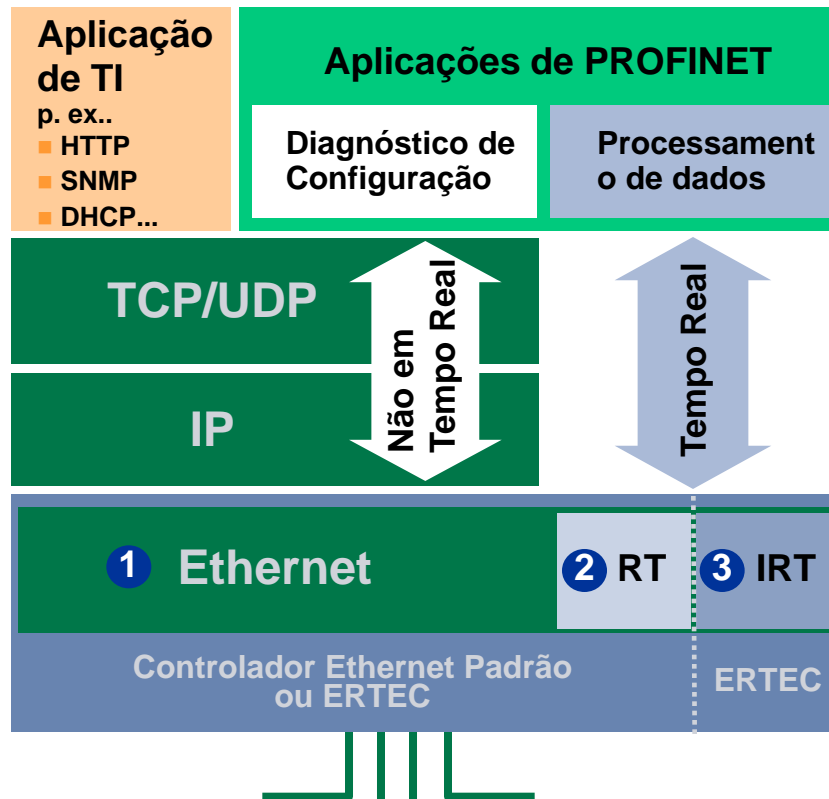 Aplicação
de TI
p. ex..
HTTP
SNMP
DHCP...
Aplicações de PROFINET
Diagnóstico de
Configuração
Processament
o de dados
TCP/UDP
IP
Não em
Tempo Real
Tempo Real
1 Ethernet
2 RT
3 IRT
Controlador Ethernet Padrão
ou ERTEC
ERTEC